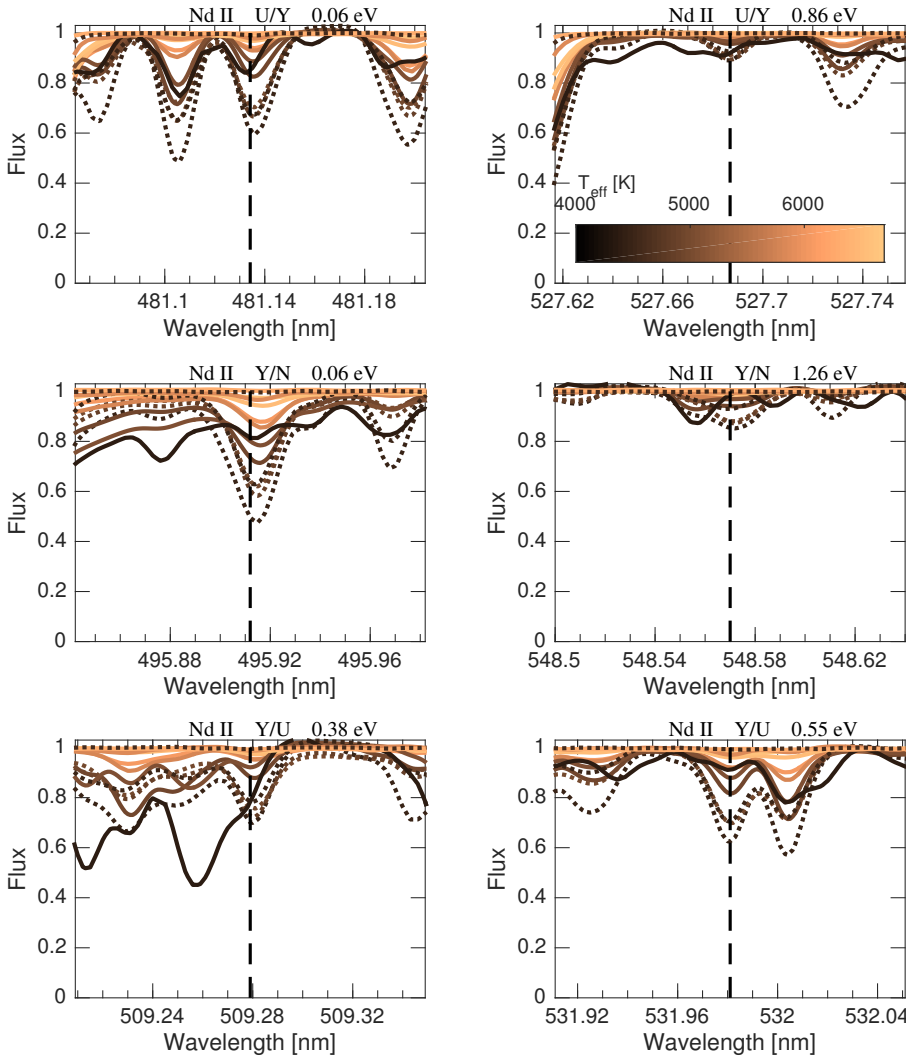 Nd II U/Y 0.06 eV
1
0.8
0.6
0.4
0.2
0
Flux
481.1 481.14 481.18
Wavelength [nm]
Nd II U/Y 0.86 eV
1
0.8
0.6
0.4
0.2
0
Flux
T_eff [K]
4000 5000 6000
527.62 527.66 527.7 527.74
Wavelength [nm]
Nd II Y/N 0.06 eV
1
0.8
0.6
0.4
0.2
0
Flux
495.88 495.92 495.96
Wavelength [nm]
Nd II Y/N 1.26 eV
1
0.8
0.6
0.4
0.2
0
Flux
548.5 548.54 548.58 548.62
Wavelength [nm]
Nd II Y/U 0.38 eV
1
0.8
0.6
0.4
0.2
0
Flux
509.24 509.28 509.32
Wavelength [nm]
Nd II Y/U 0.55 eV
1
0.8
0.6
0.4
0.2
0
Flux
531.92 531.96 532 532.04
Wavelength [nm]